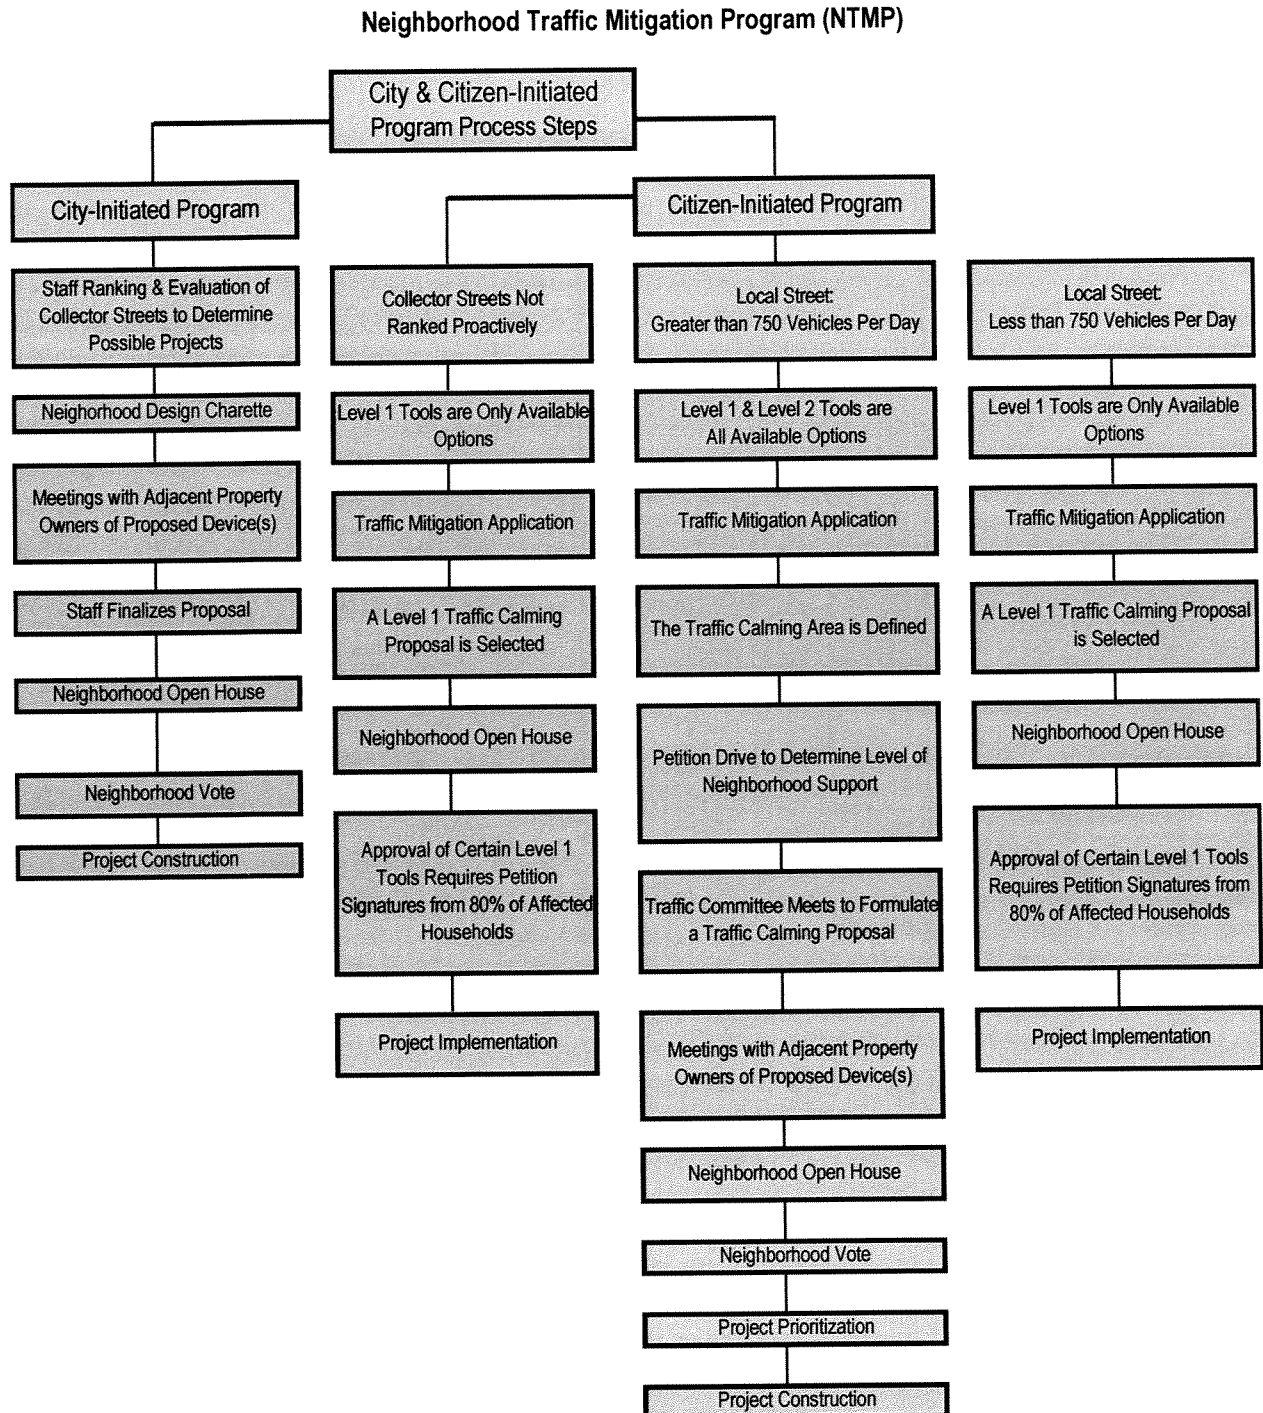 Neighborhood Traffic Mitigation Program (NTMP)
City & Citizen-Initiated
Program Process Steps
City-Initiated Program
Staff Ranking & Evaluation of
Collector Streets to Determine
Possible Projects
Neighorhood Design Charette
Meetings with Adjacent Property
Owners of Proposed Device(s)
Staff Finalizes Proposal
Neighborhood Open House
Neighborhood Vote
Project Construction
Citizen-Initiated Program
Collector Streets Not
Ranked Proactively
Level 1 Tools are Only Available
Options
Traffic Mitigation Application
A Level 1 Traffic Calming
Proposal is Selected
Neighborhood Open House
Approval of Certain Level 1
Tools Requires Petition
Signatures from 80% of Affected
Households
Project Implementation
Local Street:
Greater than 750 Vehicles Per Day
Level 1 & Level 2 Tools are
All Available Options
Traffic Mitigation Application
The Traffic Calming Area is Defined
Petition Drive to Determine Level of
Neighborhood Support
Traffic Committee Meets to Formulate
a Traffic Calming Proposal
Meetings with Adjacent Property
Owners of Proposed Device(s)
Neighborhood Open House
Neighborhood Vote
Project Prioritization
Project Construction
Local Street:
Less than 750 Vehicles Per Day
Level 1 Tools are Only Available
Options
Traffic Mitigation Application
A Level 1 Traffic Calming Proposal
is Selected
Neighborhood Open House
Approval of Certain Level 1 Tools
Requires Petition Signatures from
80% of Affected Households
Project Implementation